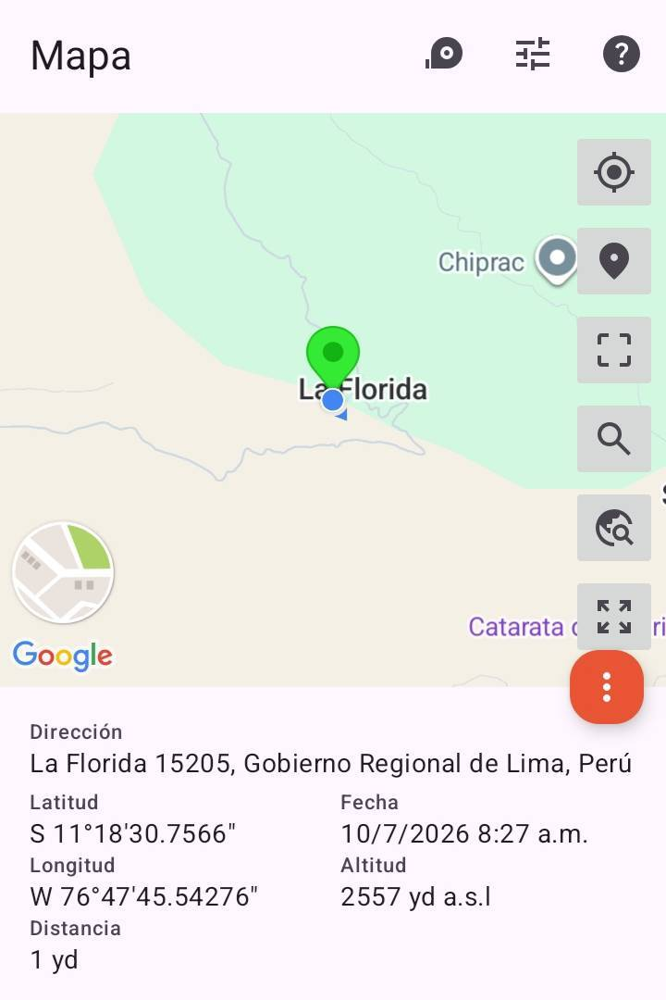 Mapa
Chiprac
La Florida
Catarata
Google
Dirección
La Florida 15205, Gobierno Regional de Lima, Perú
Latitud
S 11°18'30.7566"
Fecha
10/7/2026 8:27 a.m.
Longitud
W 76°47'45.54276"
Altitud
2557 yd a.s.l
Distancia
1 yd